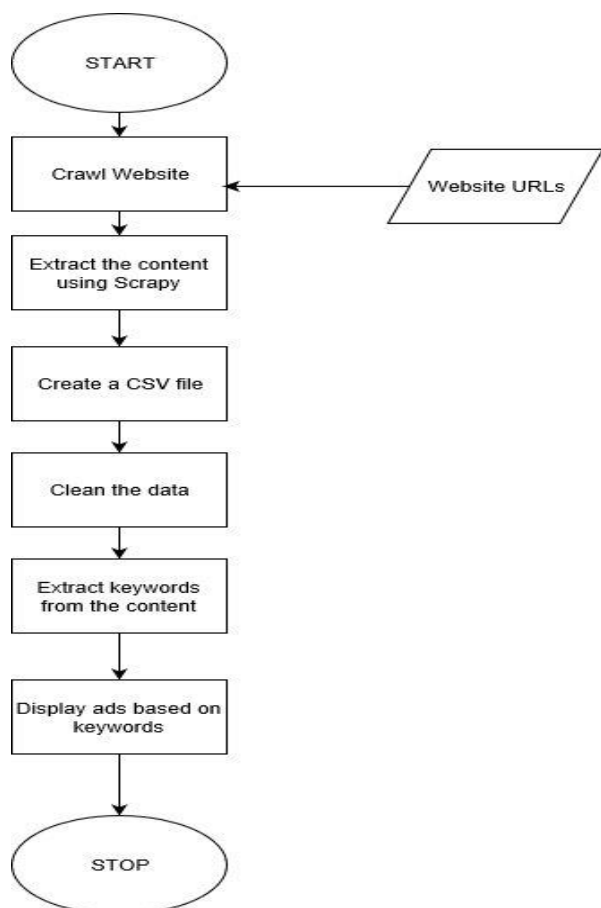 START
Crawl Website
Website URLs
Extract the content
using Scrapy
Create a CSV file
Clean the data
Extract keywords
from the content
Display ads based on
keywords
STOP